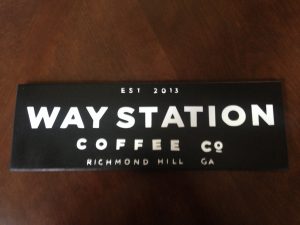 EST 2013
WAY STATION
COFFEE CO
RICHMOND HILL GA